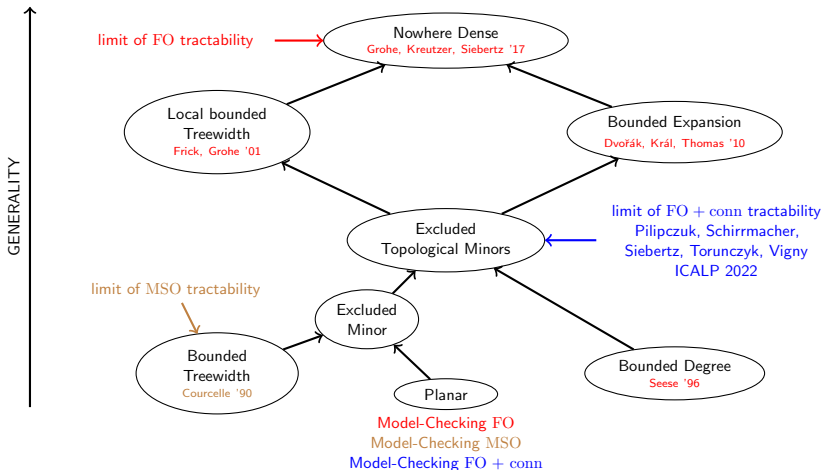 limit of FO tractability
Nowhere Dense
Grohe, Kreutzer, Siebertz '17
Local bounded
Treewidth
Frick, Grohe '01
Bounded Expansion
Dvořák, Král, Thomas '10
GENERALITY
Excluded
Topological Minors
limit of FO + conn tractability
Pilipczuk, Schirrmacher,
Siebertz, Torunczyk, Vigny
ICALP 2022
limit of MSO tractability
Excluded
Minor
Bounded
Treewidth
Courcelle '90
Bounded Degree
Seese '96
Planar
Model-Checking FO
Model-Checking MSO
Model-Checking FO + conn